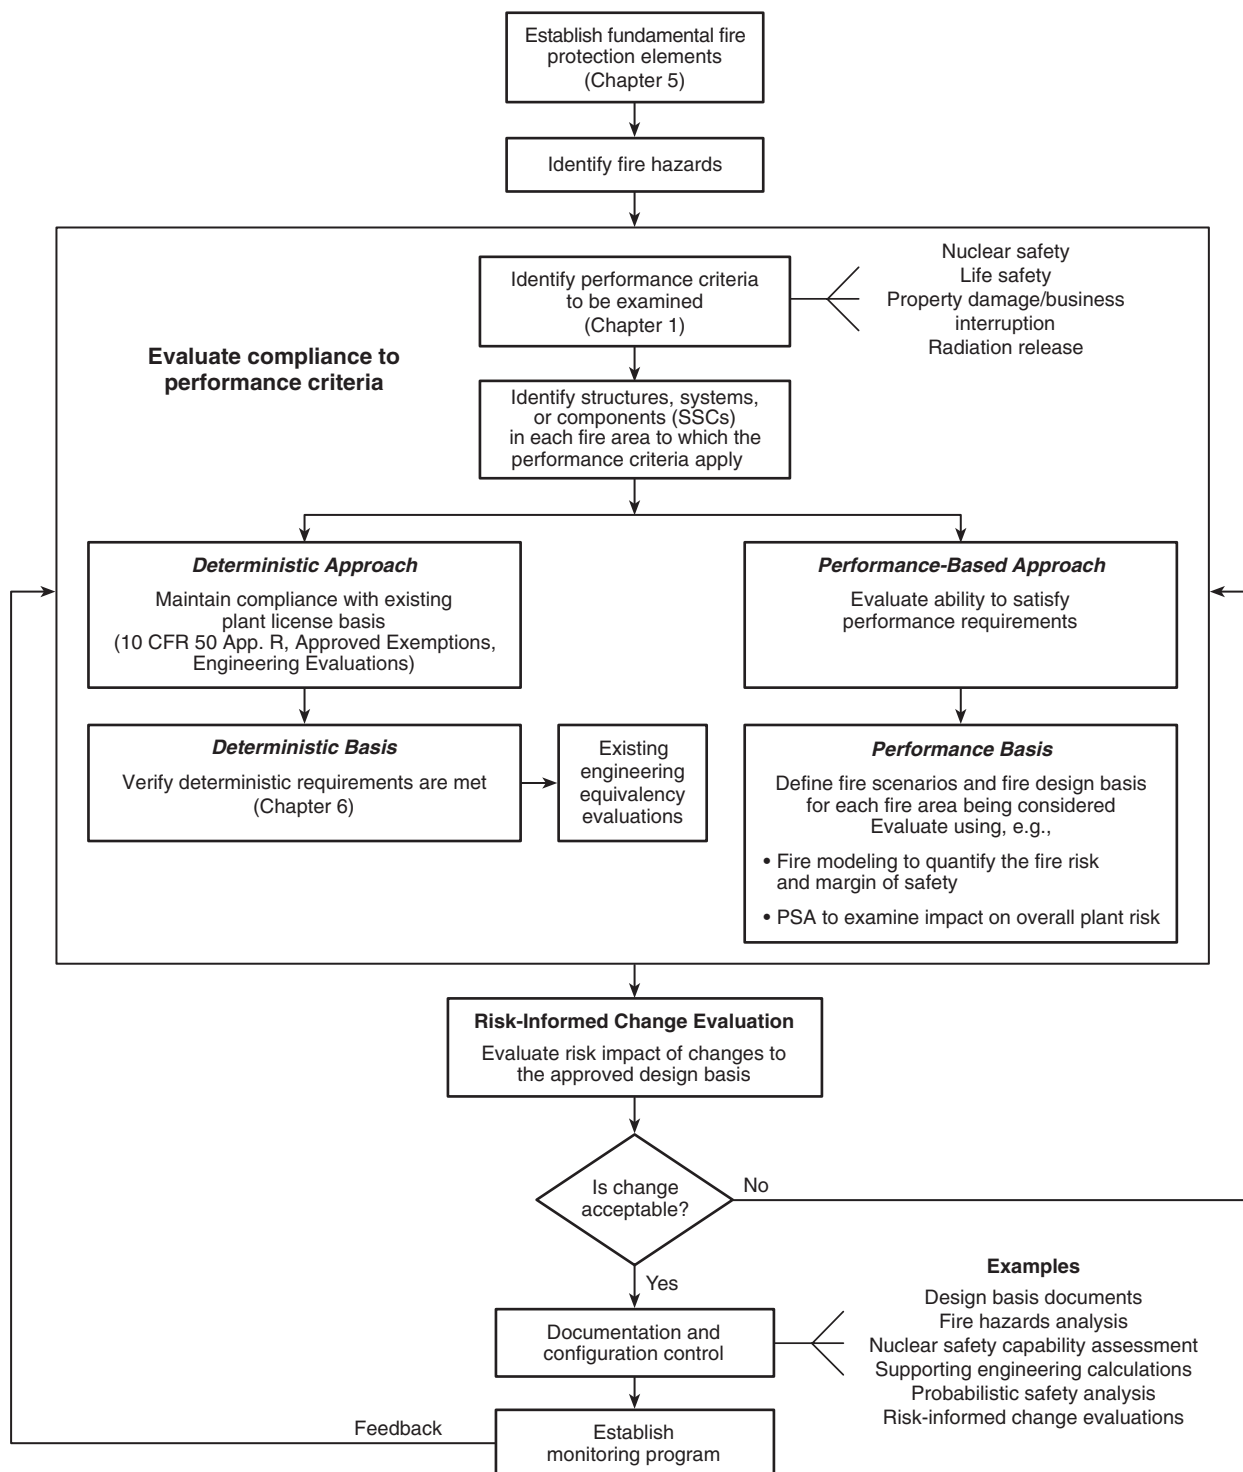 Establish fundamental fire
protection elements
(Chapter 5)
Identify fire hazards
Identify performance criteria
to be examined
(Chapter 1)
Nuclear safety
Life safety
Property damage/business
interruption
Radiation release
Evaluate compliance to
performance criteria
Identify structures, systems,
or components (SSCs)
in each fire area to which the
performance criteria apply
Deterministic Approach
Maintain compliance with existing
plant license basis
(10 CFR 50 App. R, Approved Exemptions,
Engineering Evaluations)
Performance-Based Approach
Evaluate ability to satisfy
performance requirements
Deterministic Basis
Verify deterministic requirements are met
(Chapter 6)
Existing
engineering
equivalency
evaluations
Performance Basis
Define fire scenarios and fire design basis
for each fire area being considered
Evaluate using, e.g.,
• Fire modeling to quantify the fire risk
and margin of safety
• PSA to examine impact on overall plant risk
Risk-Informed Change Evaluation
Evaluate risk impact of changes to
the approved design basis
Is change
acceptable?
No
Yes
Documentation and
configuration control
Examples
Design basis documents
Fire hazards analysis
Nuclear safety capability assessment
Supporting engineering calculations
Probabilistic safety analysis
Risk-informed change evaluations
Feedback
Establish
monitoring program